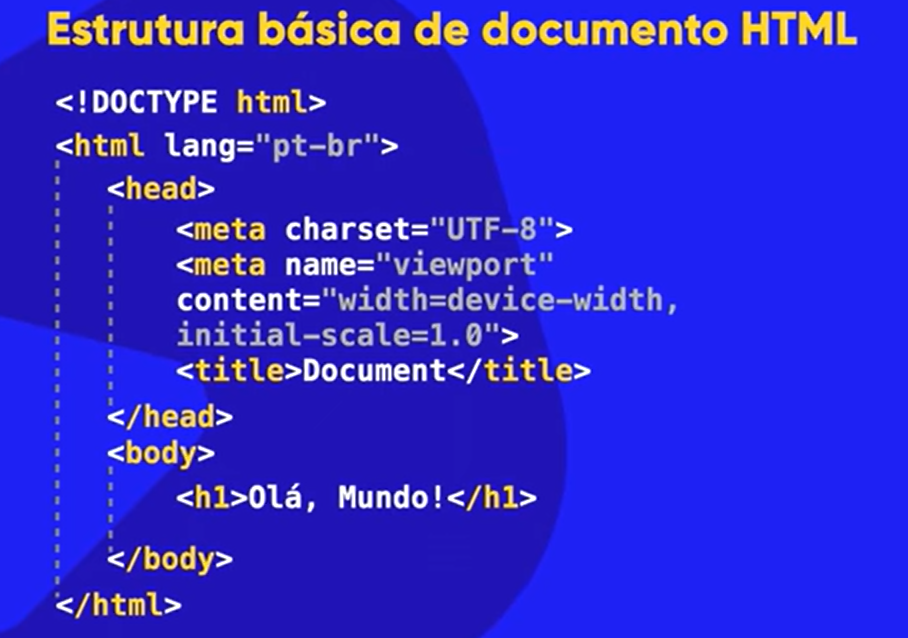 Estrutura básica de documento HTML
<!DOCTYPE html>
<html lang="pt-br">
<head>
<meta charset="UTF-8">
<meta name="viewport"
content="width=device-width,
initial-scale=1.0">
<title>Document</title>
</head>
<body>
<h1>Olá, Mundo!</h1>
</body>
</html>